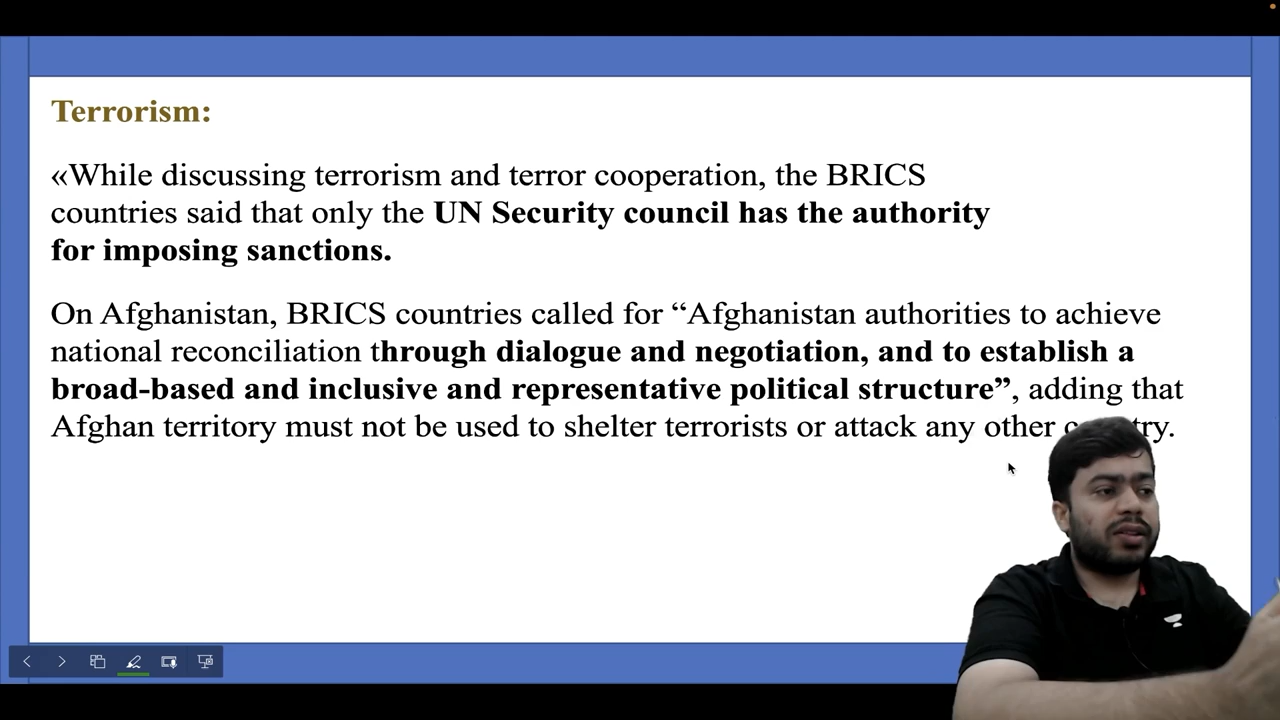 Terrorism:
«While discussing terrorism and terror cooperation, the BRICS
countries said that only the UN Security council has the authority
for imposing sanctions.
On Afghanistan, BRICS countries called for “Afghanistan authorities to achieve
national reconciliation through dialogue and negotiation, and to establish a
broad-based and inclusive and representative political structure”, adding that
Afghan territory must not be used to shelter terrorists or attack any other